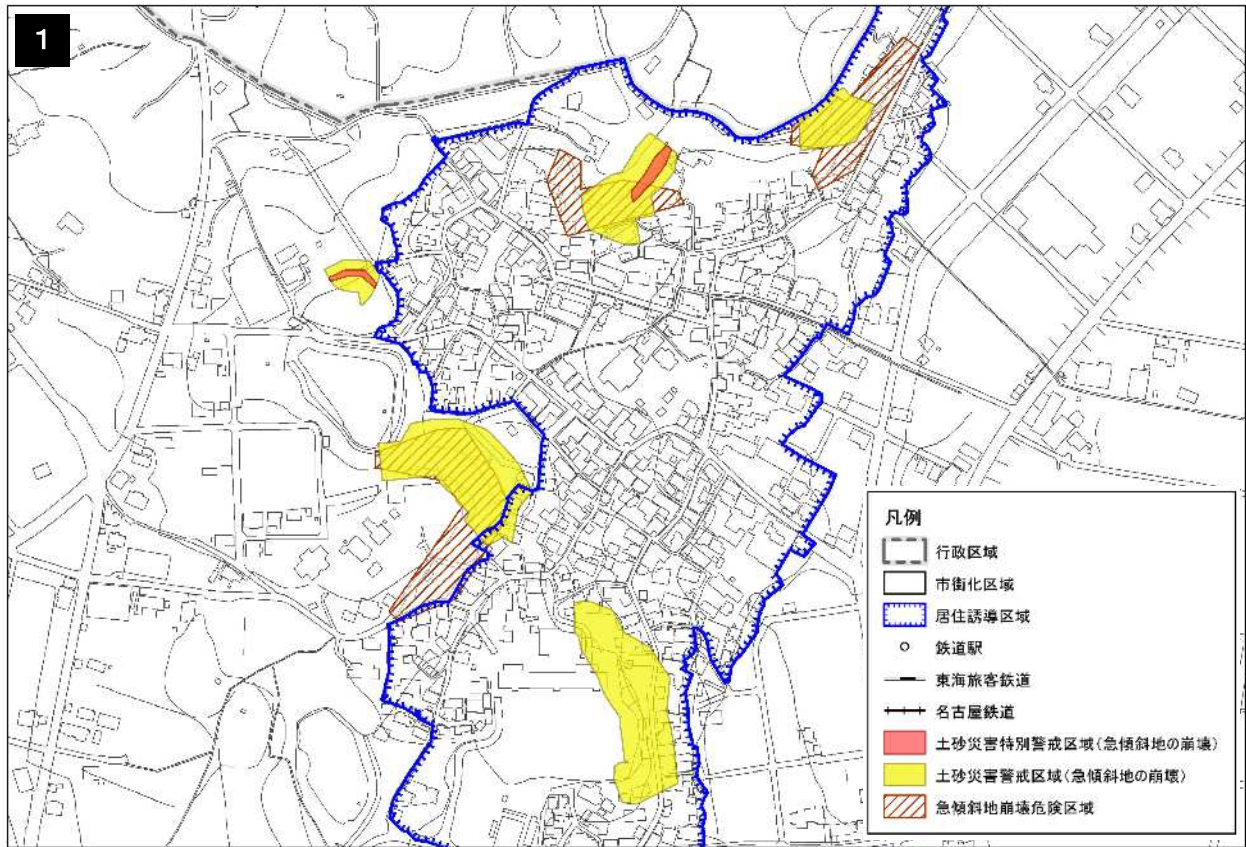 1
凡例
行政区域
市街化区域
居住誘導区域
鉄道駅
東海旅客鉄道
名古屋鉄道
土砂災害特別警戒区域(急傾斜地の崩壊)
土砂災害警戒区域(急傾斜地の崩壊)
急傾斜地崩壊危険区域